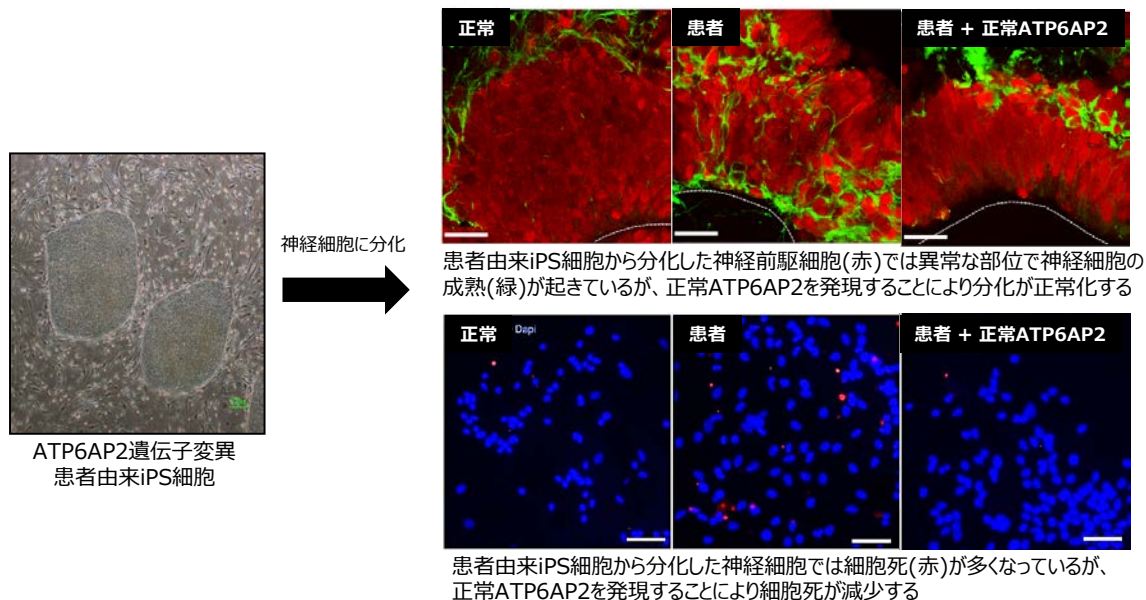 正常
患者
患者 + 正常ATP6AP2
神経細胞に分化
患者由来iPS細胞から分化した神経前駆細胞(赤)では異常な部位で神経細胞の
成熟(緑)が起きているが、正常ATP6AP2を発現することにより分化が正常化する
ATP6AP2遺伝子変異
患者由来iPS細胞
正常
Dapi
患者
患者 + 正常ATP6AP2
患者由来iPS細胞から分化した神経細胞では細胞死(赤)が多くなっているが、
正常ATP6AP2を発現することにより細胞死が減少する